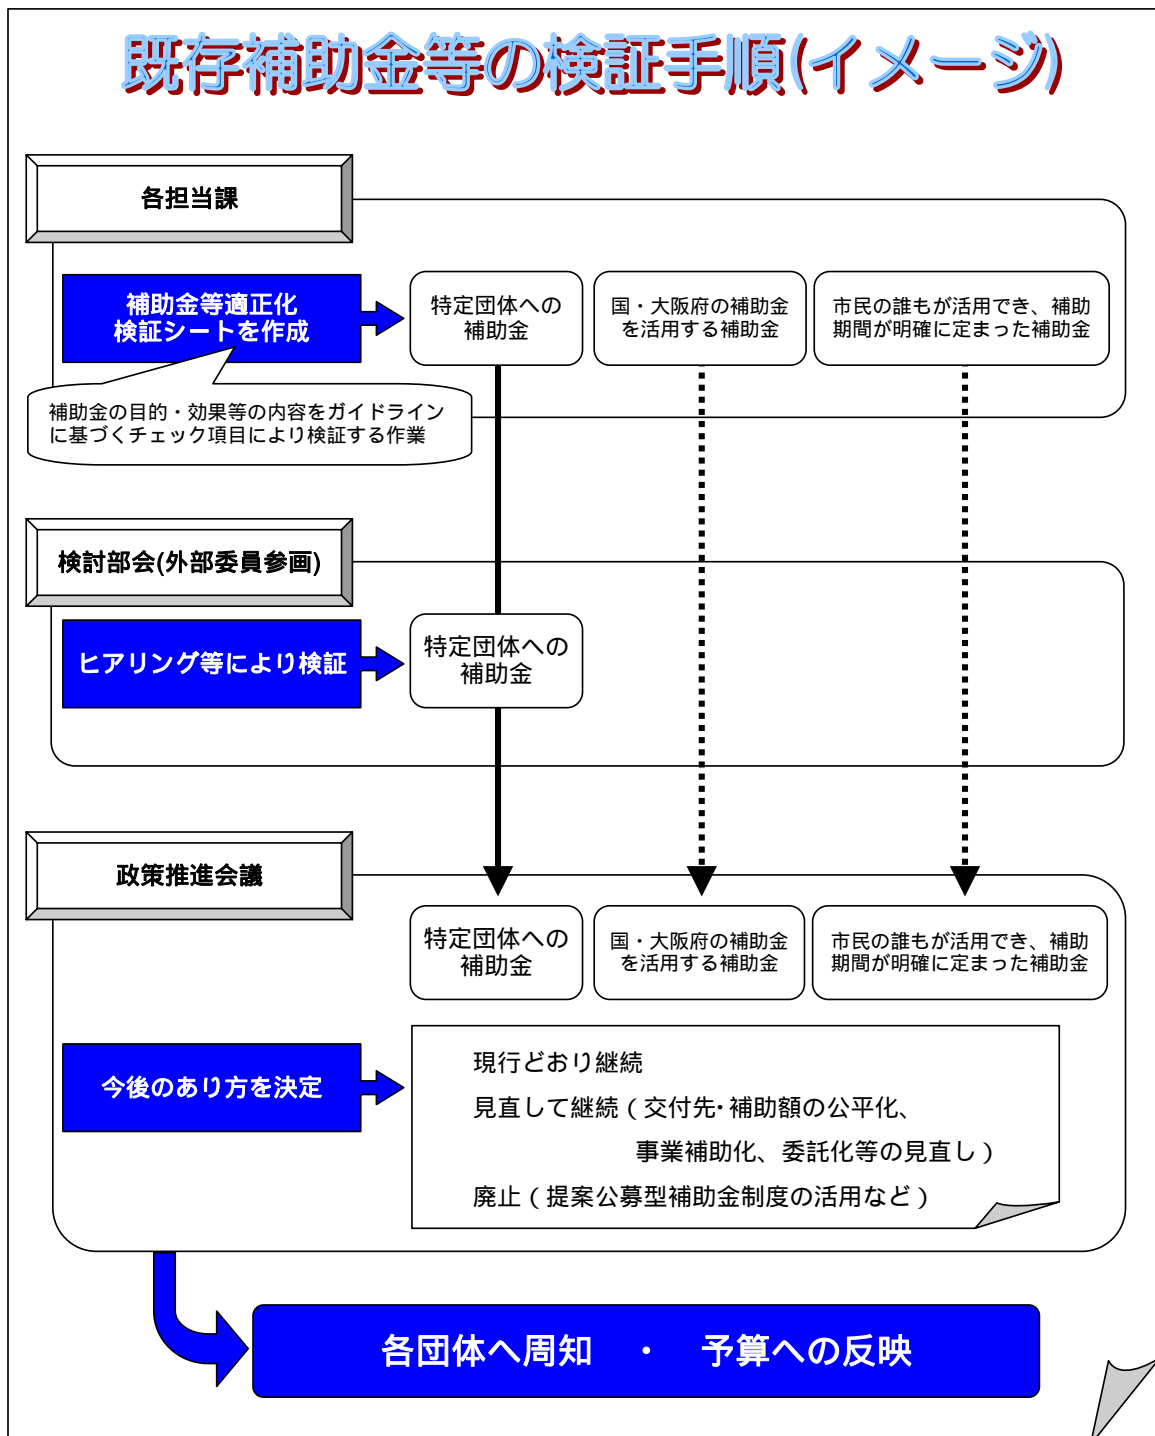 既存補助金等の検証手順(イメージ)
各担当課
補助金等適正化
検証シートを作成
特定団体への
補助金
国・大阪府の補助金
を活用する補助金
市民の誰もが活用でき、補助
期間が明確に定まった補助金
補助金の目的・効果等の内容をガイドライン
に基づくチェック項目により検証する作業
検討部会(外部委員参画)
ヒアリング等により検証
特定団体への
補助金
政策推進会議
特定団体への
補助金
国・大阪府の補助金
を活用する補助金
市民の誰もが活用でき、補助
期間が明確に定まった補助金
今後のあり方を決定
現行どおり継続
見直して継続（交付先・補助額の公平化、
事業補助化、委託化等の見直し）
廃止（提案公募型補助金制度の活用など）
各団体へ周知　・　予算への反映